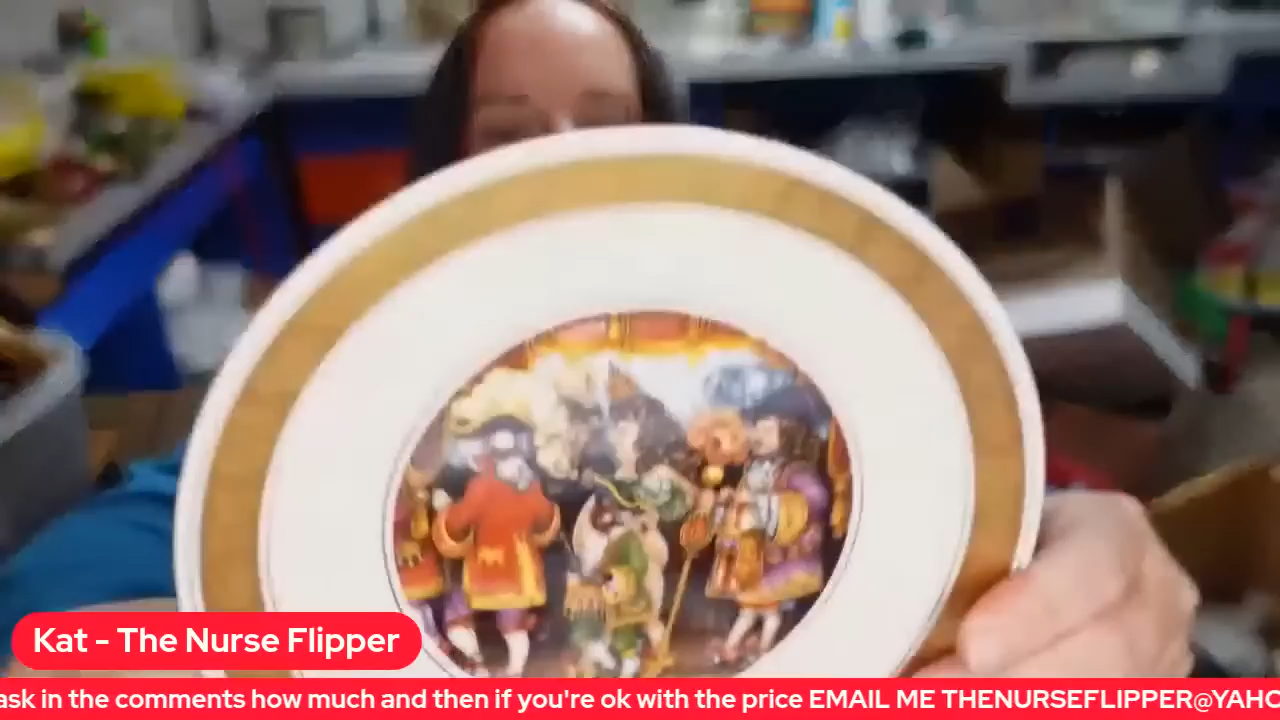 Kat - The Nurse Flipper
ask in the comments how much and then if you're ok with the price EMAIL ME THENURSEFLIPPER@YAHO